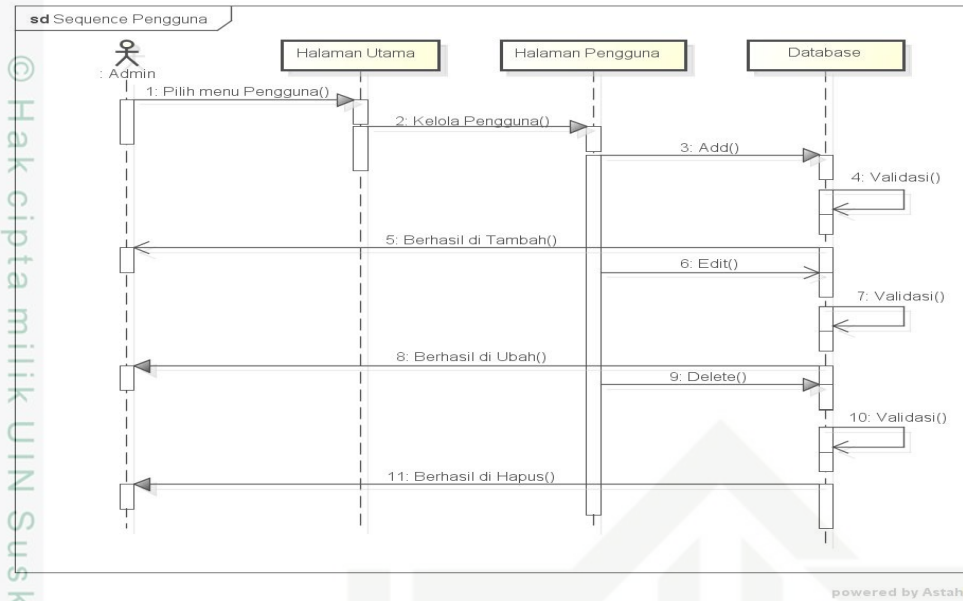 sd Sequence Pengguna
: Admin
Halaman Utama
Halaman Pengguna
Database
1: Pilih menu Pengguna()
2: Kelola Pengguna()
3: Add()
4: Validasi()
5: Berhasil di Tambah()
6: Edit()
7: Validasi()
8: Berhasil di Ubah()
9: Delete()
10: Validasi()
11: Berhasil di Hapus()
powered by Astah
© Hak cipta milik UIN Susk